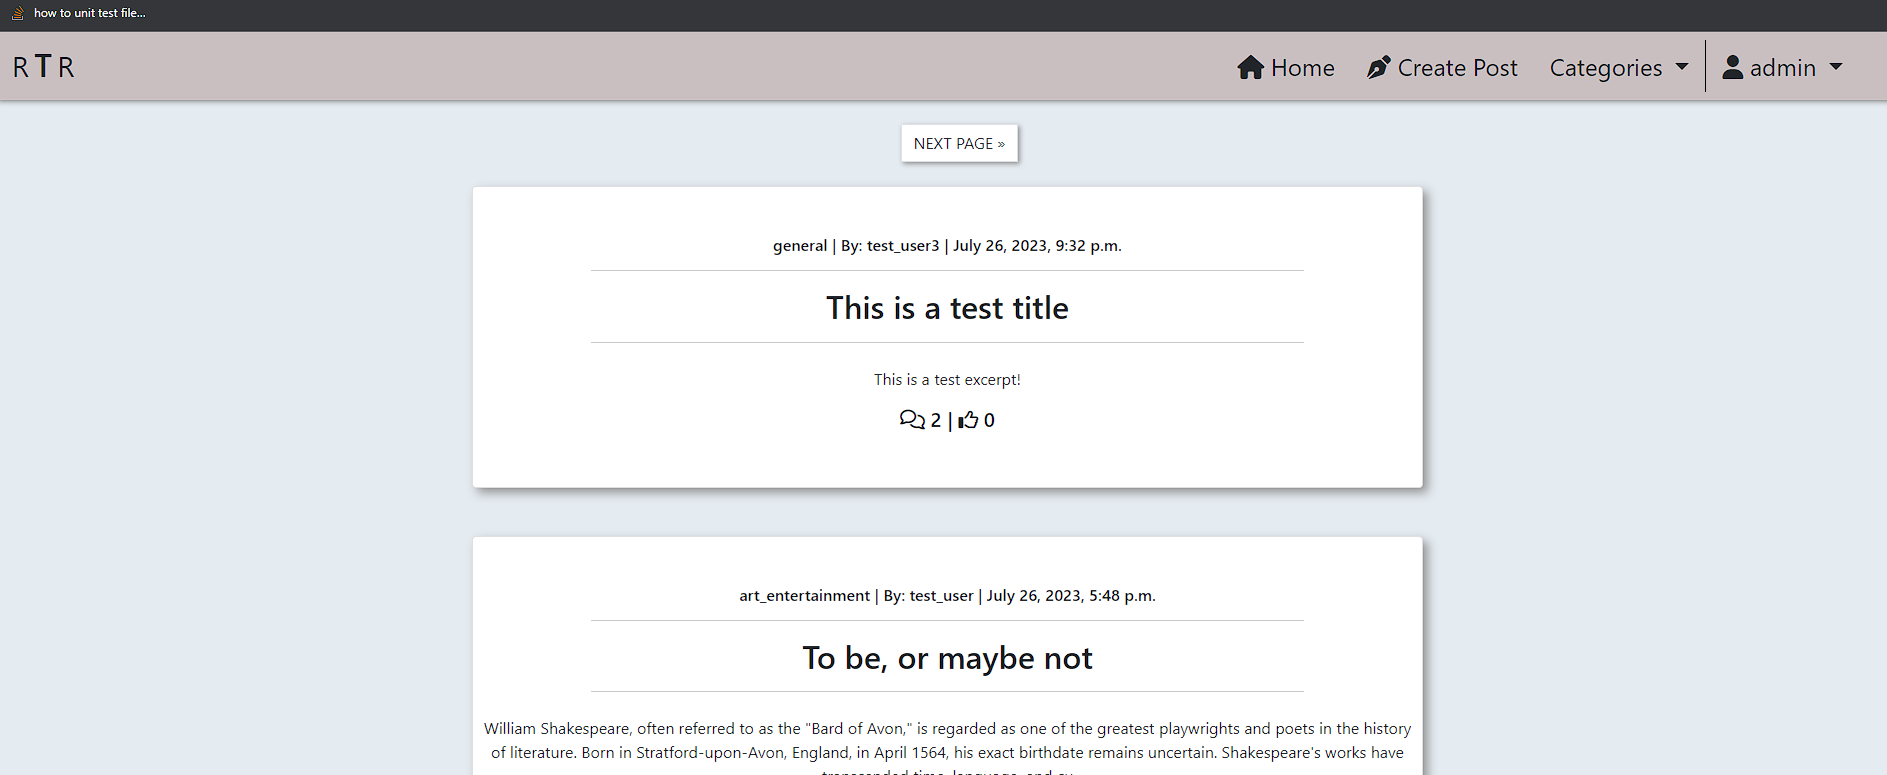 how to unit test file...
R T R
Home Create Post Categories admin
NEXT PAGE »
general | By: test_user3 | July 26, 2023, 9:32 p.m.
This is a test title
This is a test excerpt!
2 | 0
art_entertainment | By: test_user | July 26, 2023, 5:48 p.m.
To be, or maybe not
William Shakespeare, often referred to as the "Bard of Avon," is regarded as one of the greatest playwrights and poets in the history
of literature. Born in Stratford-upon-Avon, England, in April 1564, his exact birthdate remains uncertain. Shakespeare's works have
transcended time, language, and